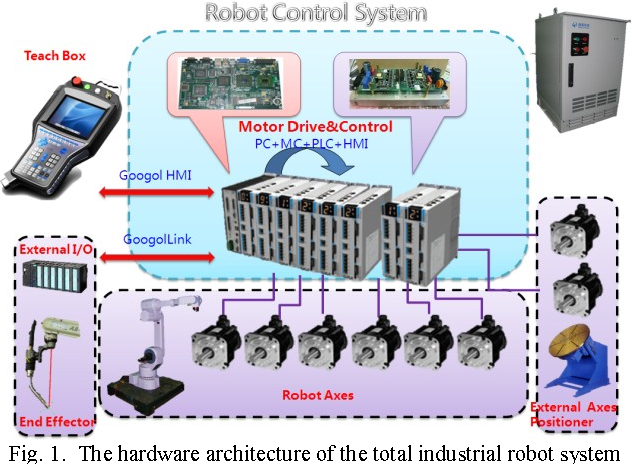 Robot Control System
Teach Box
Motor Drive&Control
PC+MC+PLC+HMI
Googol HMI
GoogolLink
External I/O
End Effector
Robot Axes
External Axes
Positioner
Fig. 1. The hardware architecture of the total industrial robot system